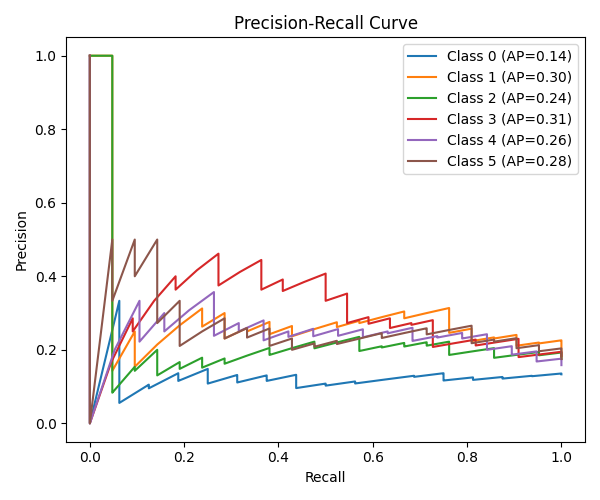 Precision-Recall Curve
Class 0 (AP=0.14)
Class 1 (AP=0.30)
Class 2 (AP=0.24)
Class 3 (AP=0.31)
Class 4 (AP=0.26)
Class 5 (AP=0.28)
Precision
1.0
0.8
0.6
0.4
0.2
0.0
0.0 0.2 0.4 0.6 0.8 1.0
Recall